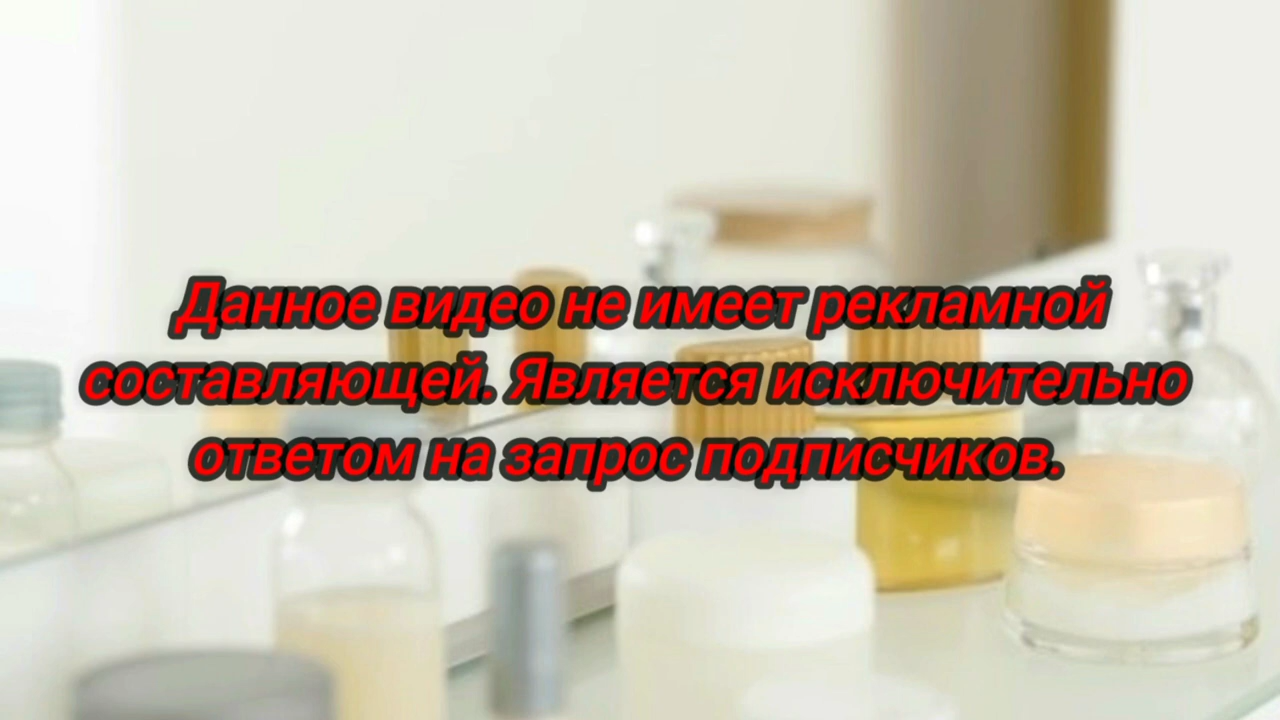 Данное видео не имеет рекламной
составляющей. Является исключительно
ответом на запрос подписчиков.